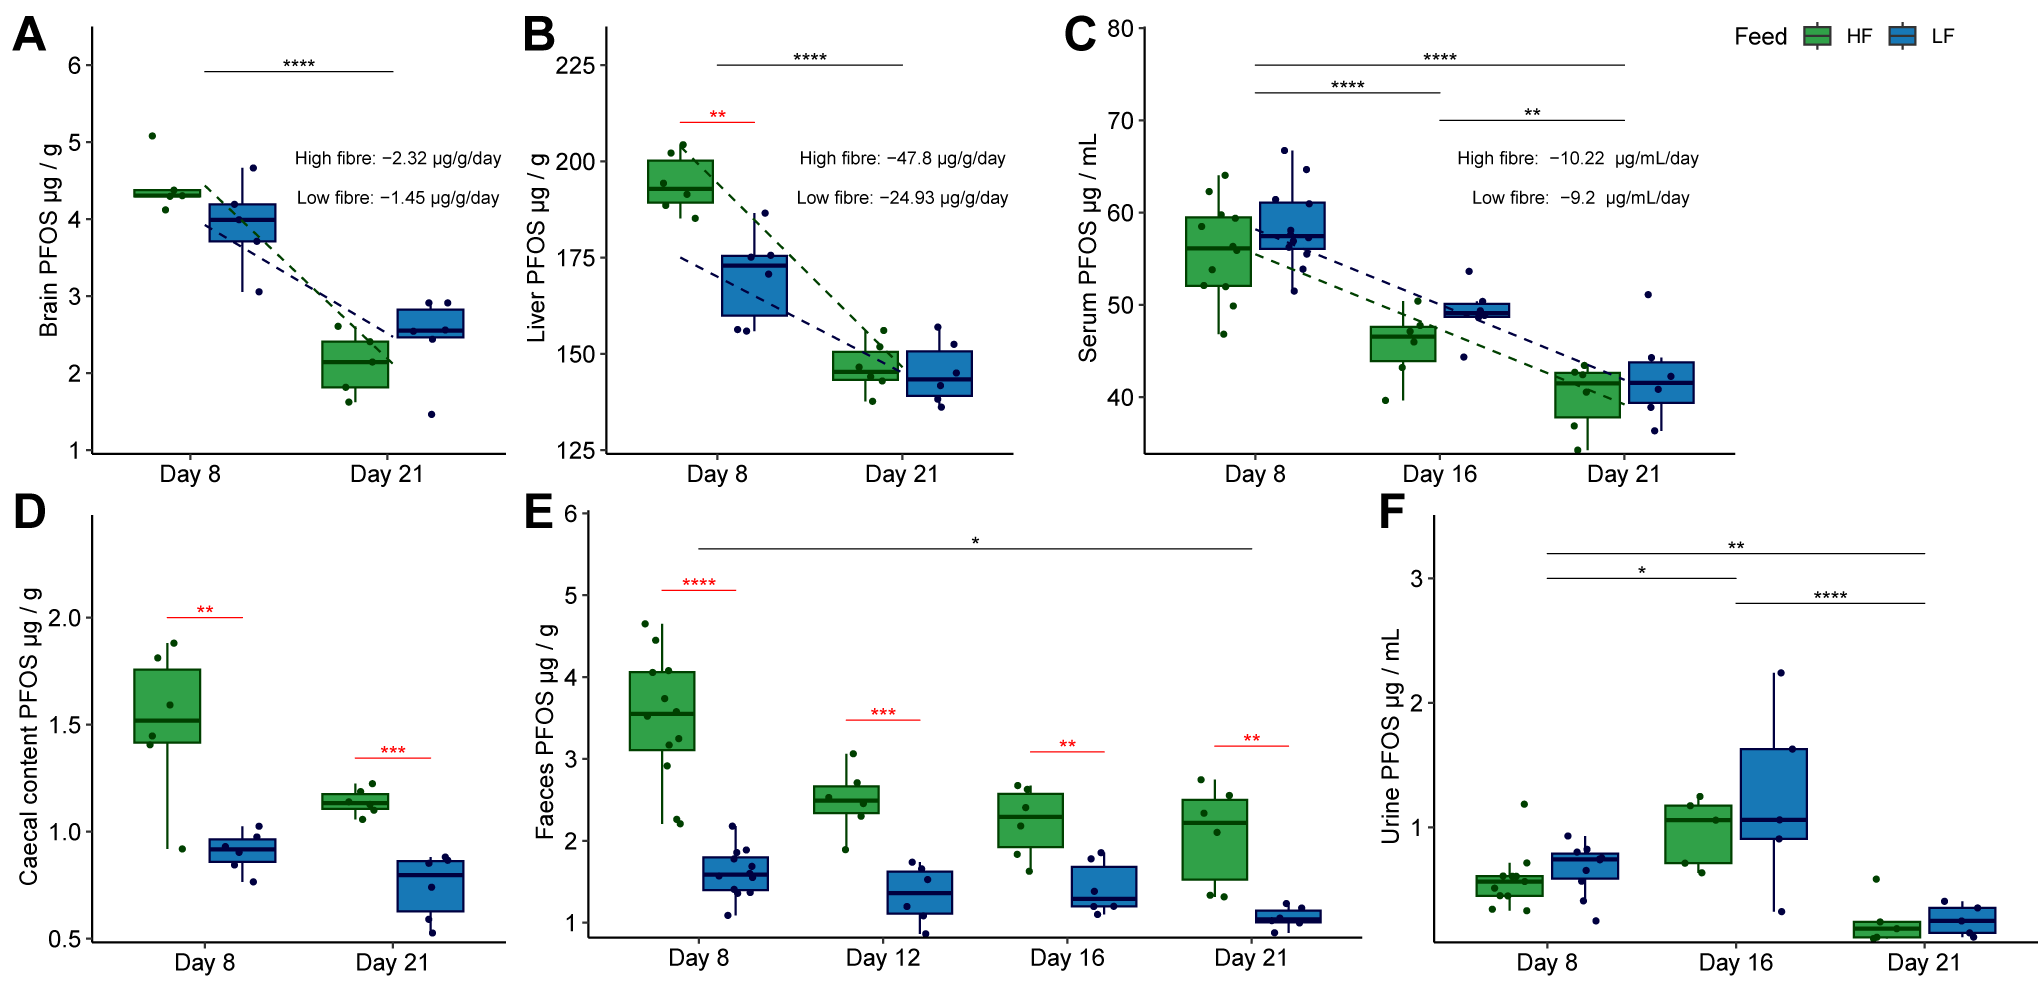 A
Brain PFOS µg / g
6
5
4
3
2
1
****
High fibre: −2.32 µg/g/day
Low fibre: −1.45 µg/g/day
Day 8
Day 21
B
Liver PFOS µg / g
225
200
175
150
125
****
**
High fibre: −47.8 µg/g/day
Low fibre: −24.93 µg/g/day
Day 8
Day 21
C
Serum PFOS µg / mL
80
70
60
50
40
****
****
**
High fibre: −10.22 µg/mL/day
Low fibre: −9.2 µg/mL/day
Day 8
Day 16
Day 21
Feed HF LF
D
Caecal content PFOS µg / g
2.0
1.5
1.0
0.5
**
***
Day 8
Day 21
E
Faeces PFOS µg / g
6
5
4
3
2
1
*
****
***
**
**
Day 8
Day 12
Day 16
Day 21
F
Urine PFOS µg / mL
3
2
1
**
*
****
Day 8
Day 16
Day 21